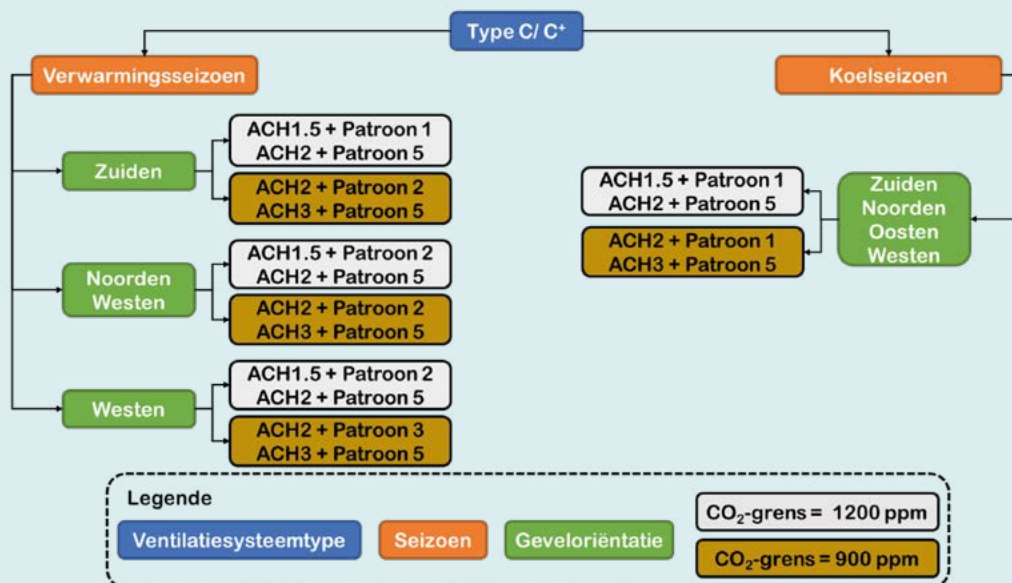 Type C/ C⁺
Verwarmingsseizoen
Koelseizoen
Zuiden
ACH1.5 + Patroon 1
ACH2 + Patroon 5
ACH2 + Patroon 2
ACH3 + Patroon 5
Noorden
Westen
ACH1.5 + Patroon 2
ACH2 + Patroon 5
ACH2 + Patroon 2
ACH3 + Patroon 5
Westen
ACH1.5 + Patroon 2
ACH2 + Patroon 5
ACH2 + Patroon 3
ACH3 + Patroon 5
ACH1.5 + Patroon 1
ACH2 + Patroon 5
ACH2 + Patroon 1
ACH3 + Patroon 5
Zuiden
Noorden
Oosten
Westen
Legende
Ventilatiesysteemtype
Seizoen
Geveloriëntatie
CO₂-grens = 1200 ppm
CO₂-grens = 900 ppm